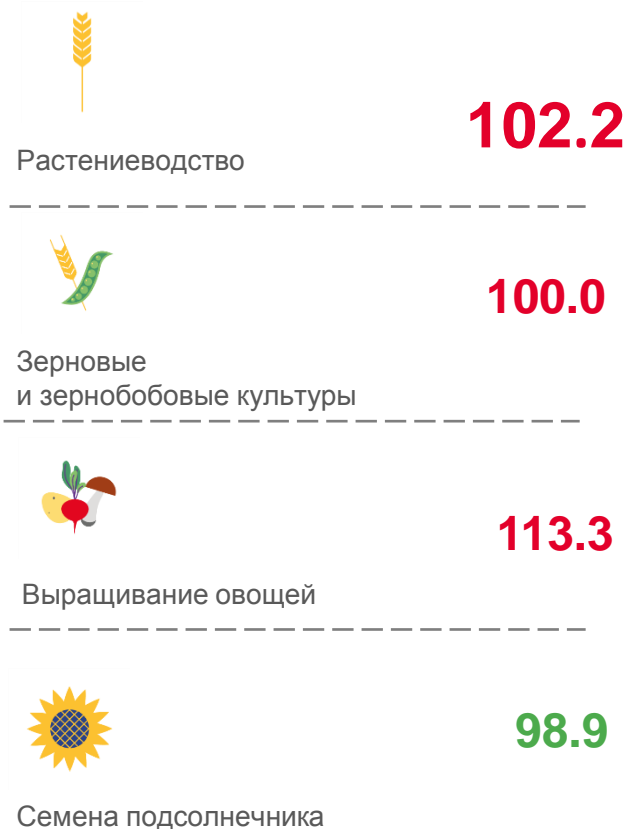 102.2
Растениеводство
100.0
Зерновые
и зернобобовые культуры
113.3
Выращивание овощей
98.9
Семена подсолнечника